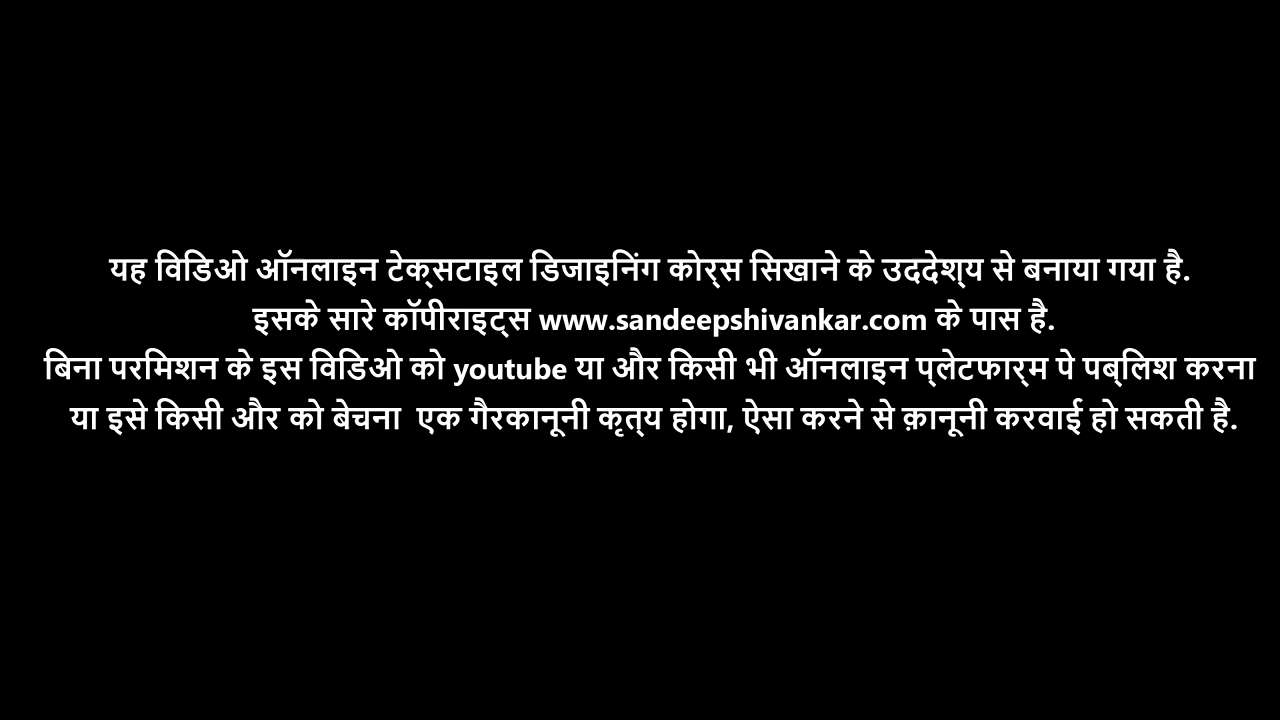 यह विडिओ ऑनलाइन टेक्सटाइल डिजाइनिंग कोर्स सिखाने के उददेश्य से बनाया गया है.
इसके सारे कॉपीराइट्स www.sandeepshivankar.com के पास है.
बिना परमिशन के इस विडिओ को youtube या और किसी भी ऑनलाइन प्लेटफार्म पे पब्लिश करना
या इसे किसी और को बेचना  एक गैरकानूनी कृत्य होगा, ऐसा करने से क़ानूनी करवाई हो सकती है.